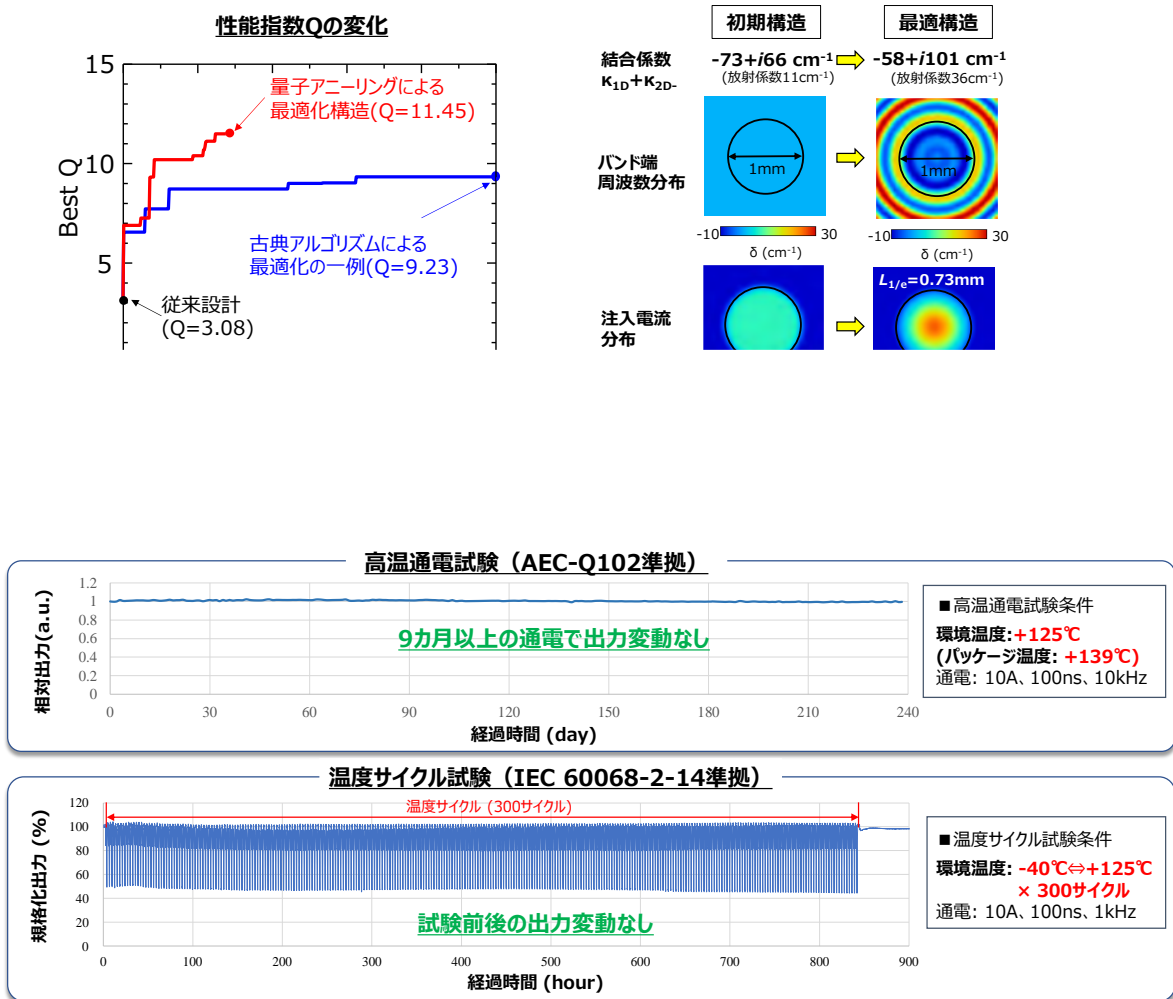 性能指数Qの変化
15
10
5
Best Q
量子アニーリングによる
最適化構造(Q=11.45)
古典アルゴリズムによる
最適化の一例(Q=9.23)
従来設計
(Q=3.08)
初期構造
最適構造
結合係数
κ1D+κ2D-
-73+i66 cm-1
(放射係数11cm-1)
-58+i101 cm-1
(放射係数36cm-1)
バンド端
周波数分布
1mm
1mm
-10 30
δ (cm-1)
-10 30
δ (cm-1)
注入電流
分布
L1/e=0.73mm
高温通電試験（AEC-Q102準拠）
相対出力(a.u.)
1.2
1
0.8
0.6
0.4
0.2
0
9カ月以上の通電で出力変動なし
0 30 60 90 120 150 180 210 240
経過時間 (day)
■高温通電試験条件
環境温度:+125℃
(パッケージ温度: +139℃)
通電: 10A、100ns、10kHz
温度サイクル試験（IEC 60068-2-14準拠）
規格化出力 (%)
120
100
80
60
40
20
0
温度サイクル (300サイクル)
試験前後の出力変動なし
0 100 200 300 400 500 600 700 800 900
経過時間 (hour)
■温度サイクル試験条件
環境温度: -40℃⇔+125℃
× 300サイクル
通電: 10A、100ns、1kHz